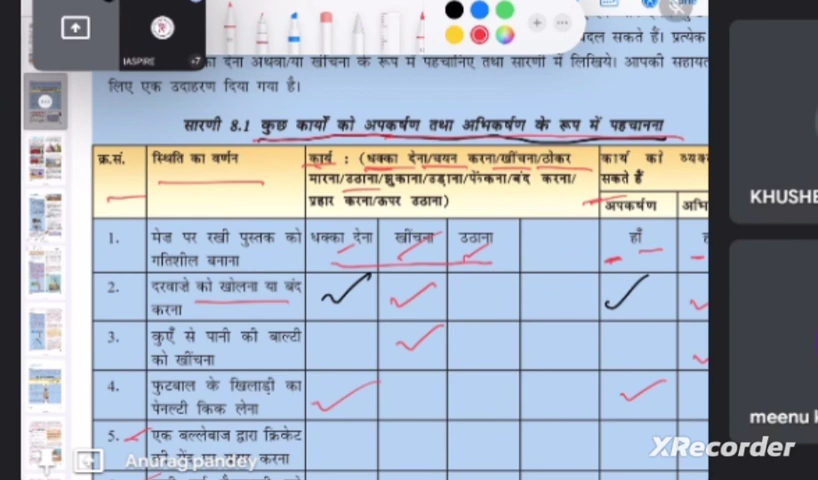 IASPIRE
+7
बदल सकते हैं। प्रत्येक
का देना अथवा/या खींचना के रूप में पहचानिए तथा सारणी में लिखिये। आपकी सहायत
लिए एक उदाहरण दिया गया है।
सारणी 8.1 कुछ कार्यों को अपकर्षण तथा अभिकर्षण के रूप में पहचानना
क्र.सं. स्थिति का वर्णन
कार्य : (धक्का देना/चयन करना/खींचना/ठोकर
मारना/उठाना/झुकाना/उड़ाना/फेंकना/बंद करना/
प्रहार करना/ऊपर उठाना)
कार्य को
सकते हैं
अपकर्षण अभि
1. मेज पर रखी पुस्तक को धक्का देना खींचना उठाना हाँ
गतिशील बनाना
2. दरवाजे को खोलना या बंद
करना
3. कुएँ से पानी की बाल्टी
को खींचना
4. फुटबाल के खिलाड़ी का
पेनल्टी किक लेना
5. एक बल्लेबाज द्वारा क्रिकेट
करना
Anurag pandey
KHUSHE
meenu k
XRecorder